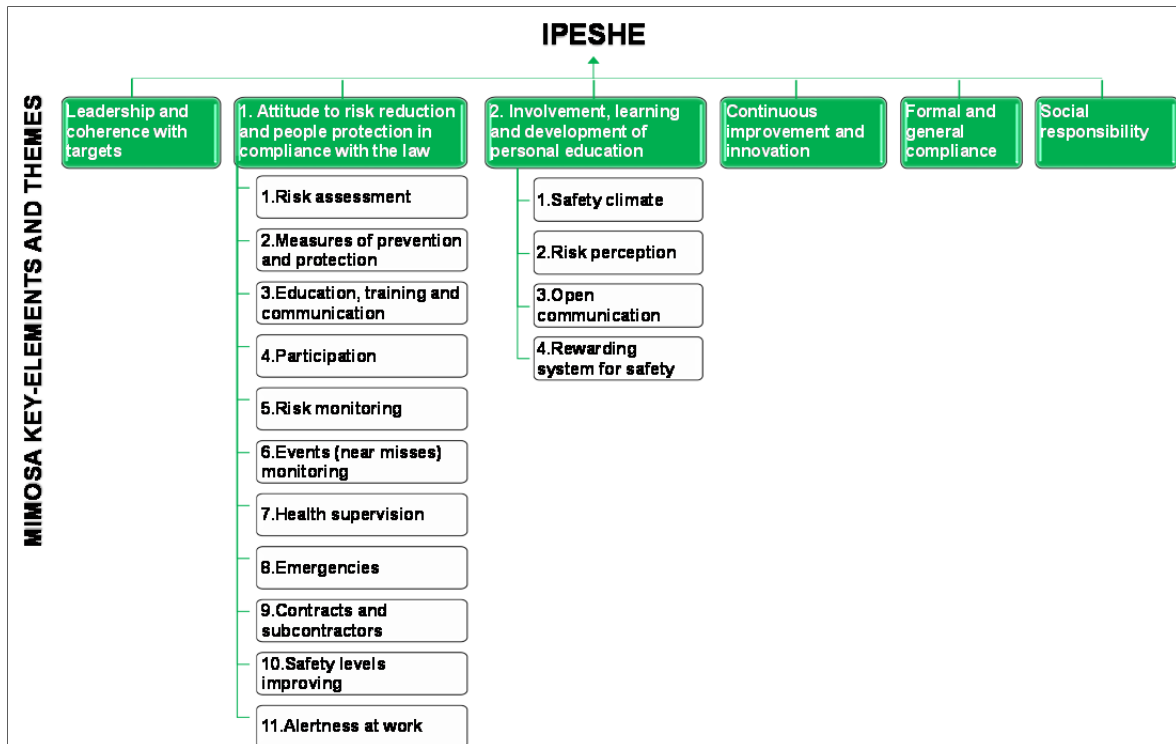 IPESHE
MIMOSA KEY-ELEMENTS AND THEMES
Leadership and
coherence with
targets
1. Attitude to risk reduction
and people protection in
compliance with the law
1.Risk assessment
2.Measures of prevention
and protection
3.Education, training and
communication
4.Participation
5.Risk monitoring
6.Events (near misses)
monitoring
7.Health supervision
8.Emergencies
9.Contracts and
subcontractors
10.Safety levels
improving
11.Alertness at work
2. Involvement, learning
and development of
personal education
1.Safety climate
2.Risk perception
3.Open
communication
4.Rewarding
system for safety
Continuous
improvement and
innovation
Formal and
general
compliance
Social
responsibility